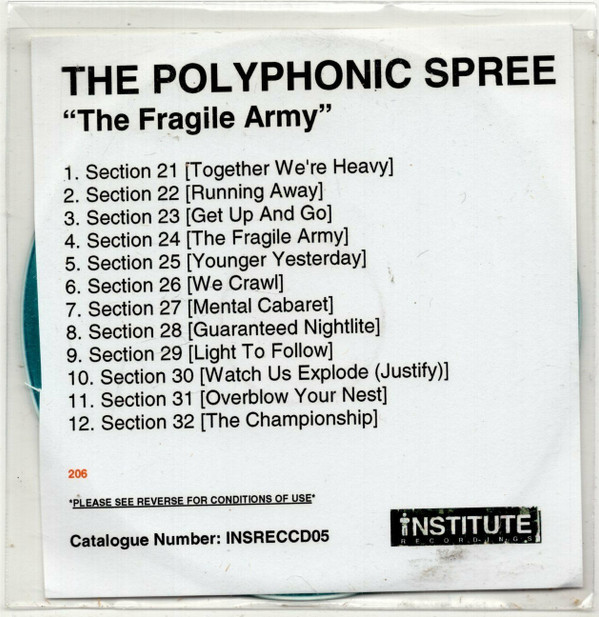 THE POLYPHONIC SPREE
“The Fragile Army”
1. Section 21 [Together We're Heavy]
2. Section 22 [Running Away]
3. Section 23 [Get Up And Go]
4. Section 24 [The Fragile Army]
5. Section 25 [Younger Yesterday]
6. Section 26 [We Crawl]
7. Section 27 [Mental Cabaret]
8. Section 28 [Guaranteed Nightlite]
9. Section 29 [Light To Follow]
10. Section 30 [Watch Us Explode (Justify)]
11. Section 31 [Overblow Your Nest]
12. Section 32 [The Championship]
206
*PLEASE SEE REVERSE FOR CONDITIONS OF USE*
Catalogue Number: INSRECCD05
INSTITUTE
RECORDINGS